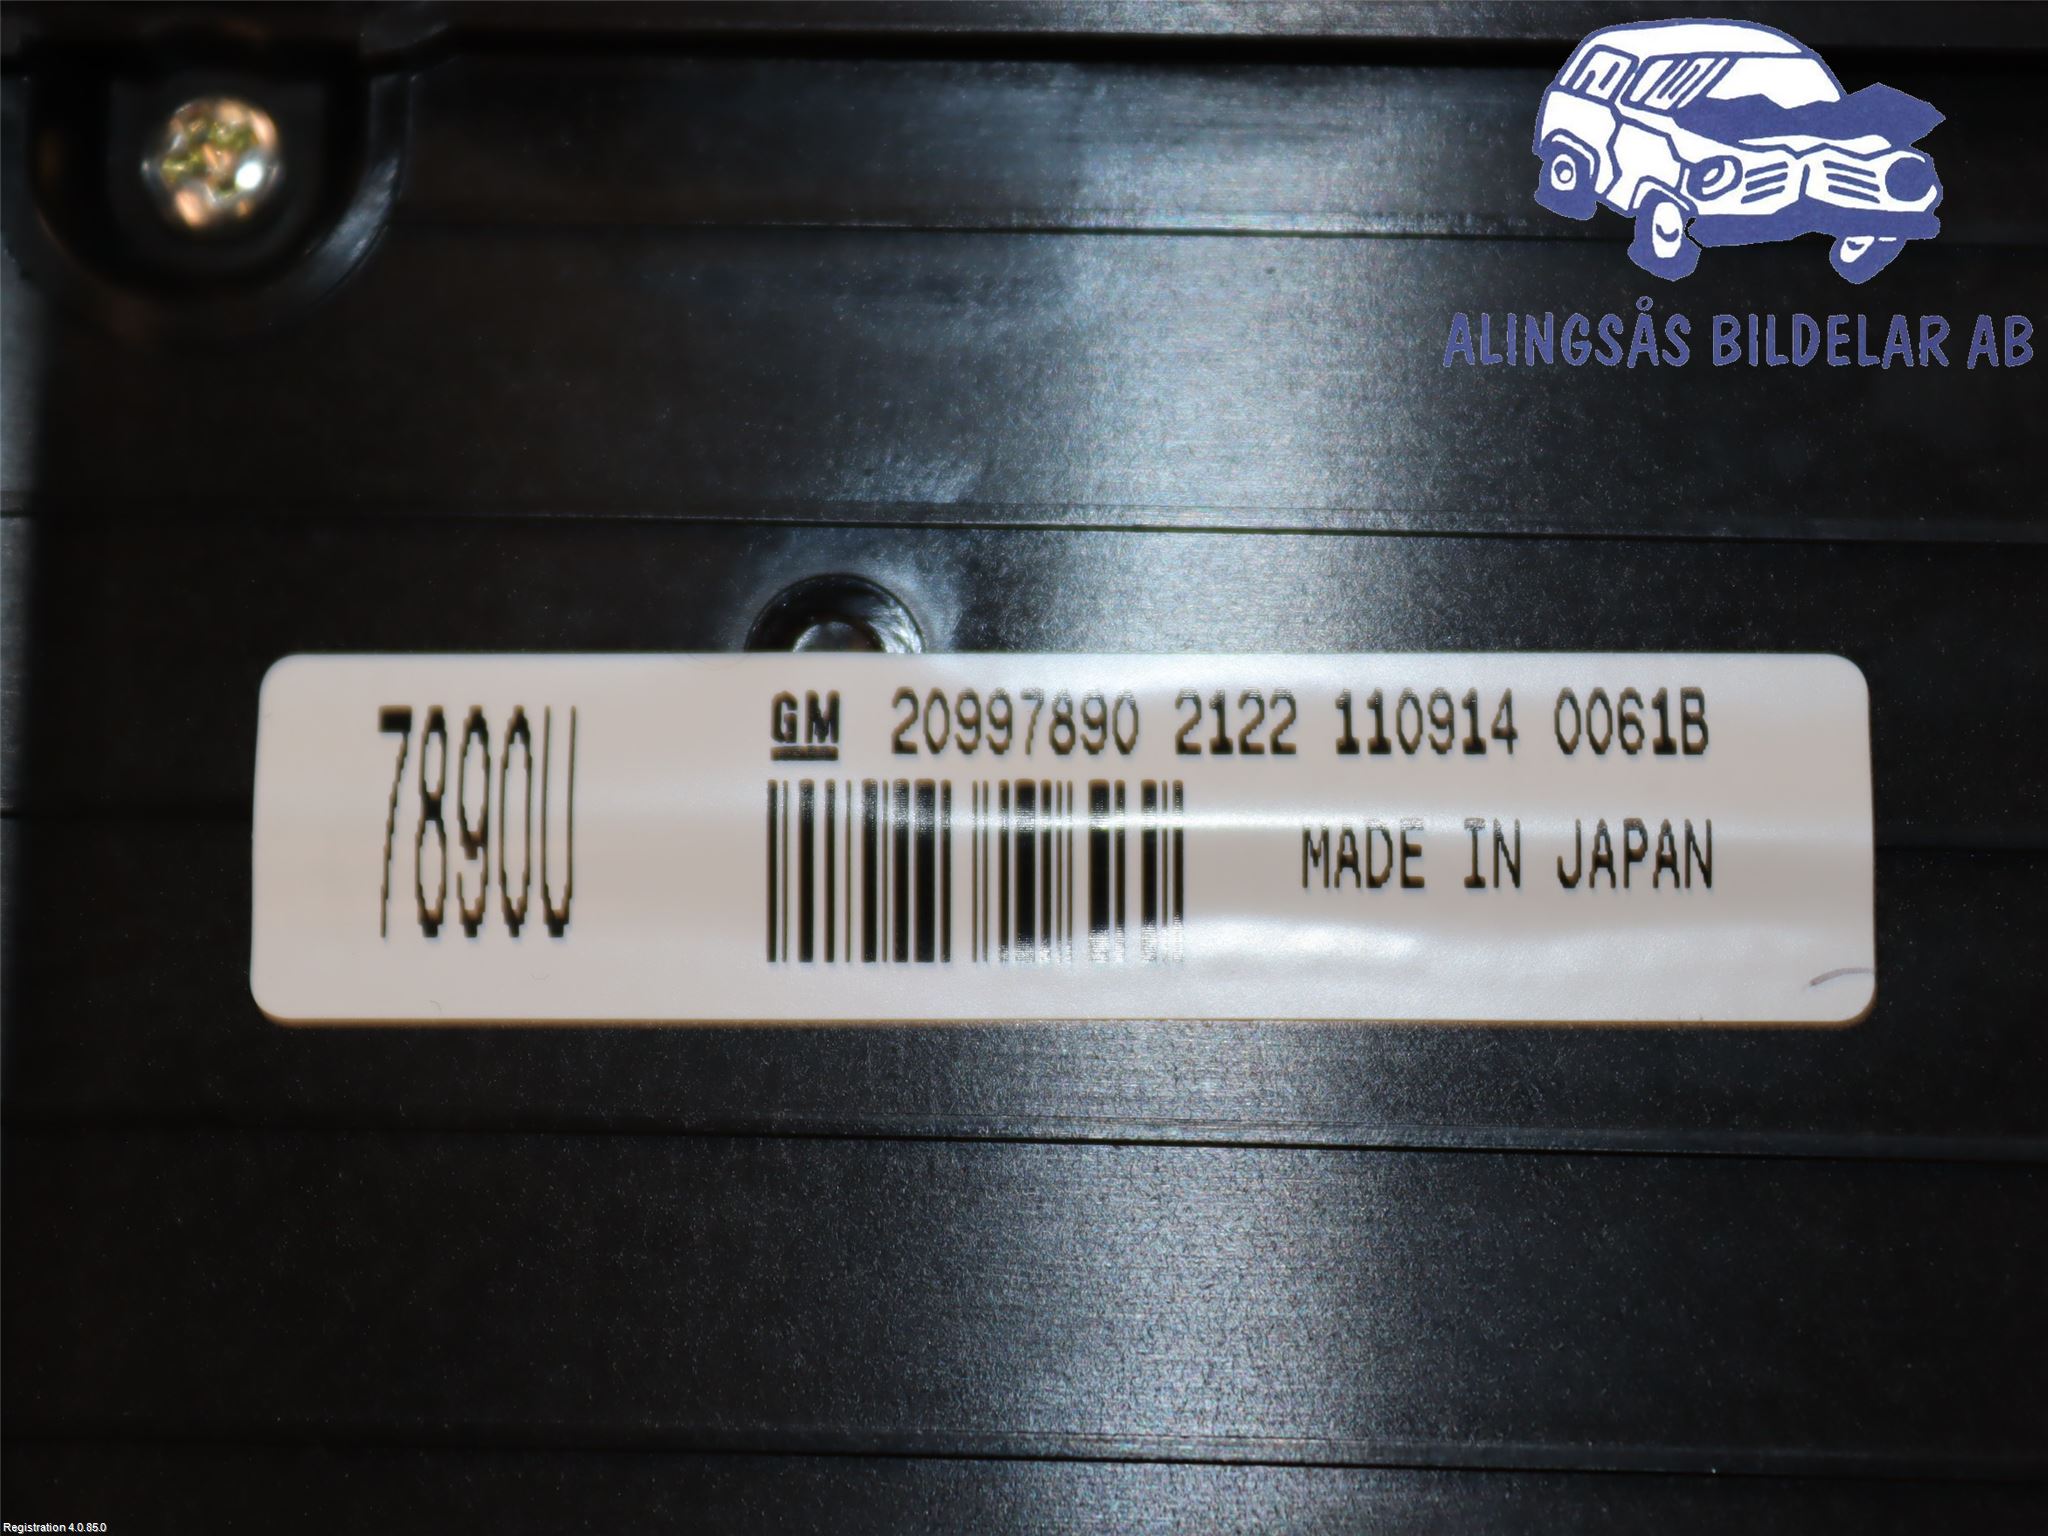 ALINGSÅS BILDELAR AB
7890U
GM 20997890 2122 110914 0061B
MADE IN JAPAN
Registration 4.0.85.0